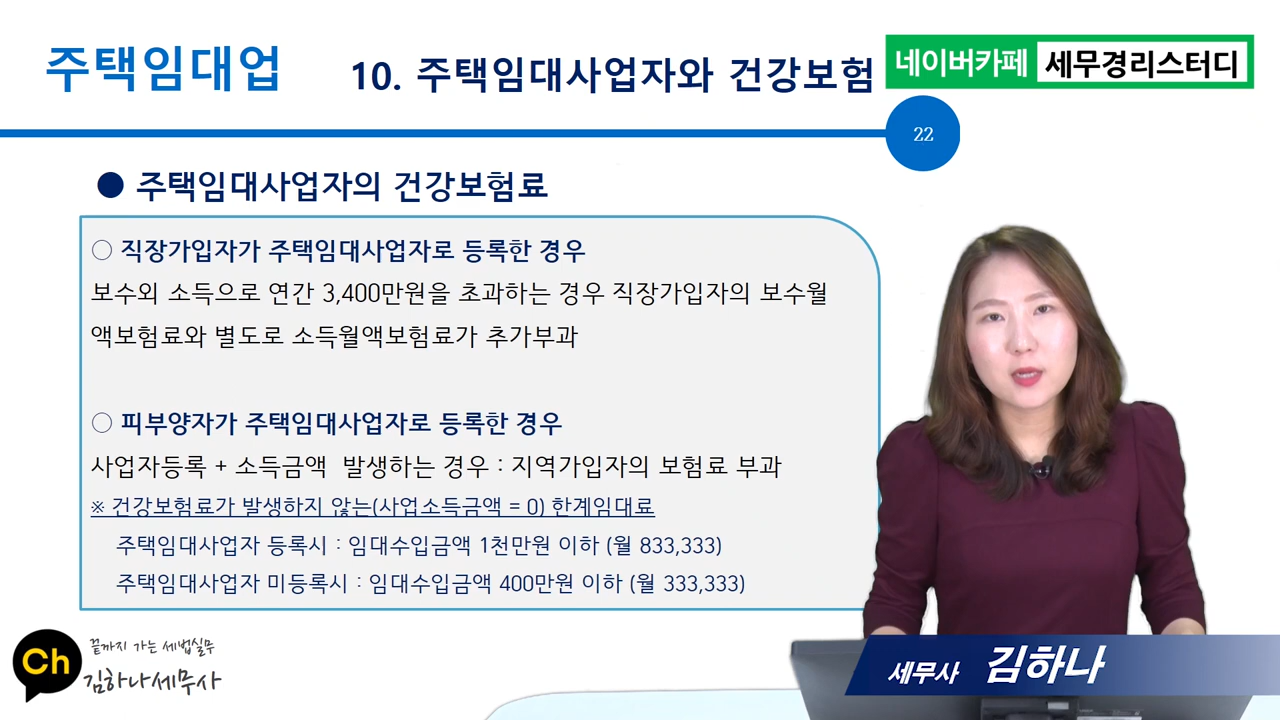 주택임대업
10. 주택임대사업자와 건강보험
네이버카페 세무경리스터디
22
● 주택임대사업자의 건강보험료
○ 직장가입자가 주택임대사업자로 등록한 경우
보수외 소득으로 연간 3,400만원을 초과하는 경우 직장가입자의 보수월
액보험료와 별도로 소득월액보험료가 추가부과
○ 피부양자가 주택임대사업자로 등록한 경우
사업자등록 + 소득금액 발생하는 경우 : 지역가입자의 보험료 부과
※ 건강보험료가 발생하지 않는(사업소득금액 = 0) 한계임대료
주택임대사업자 등록시 : 임대수입금액 1천만원 이하 (월 833,333)
주택임대사업자 미등록시 : 임대수입금액 400만원 이하 (월 333,333)
Ch
끝까지 가는 세법실무
김하나세무사
세무사 김하나